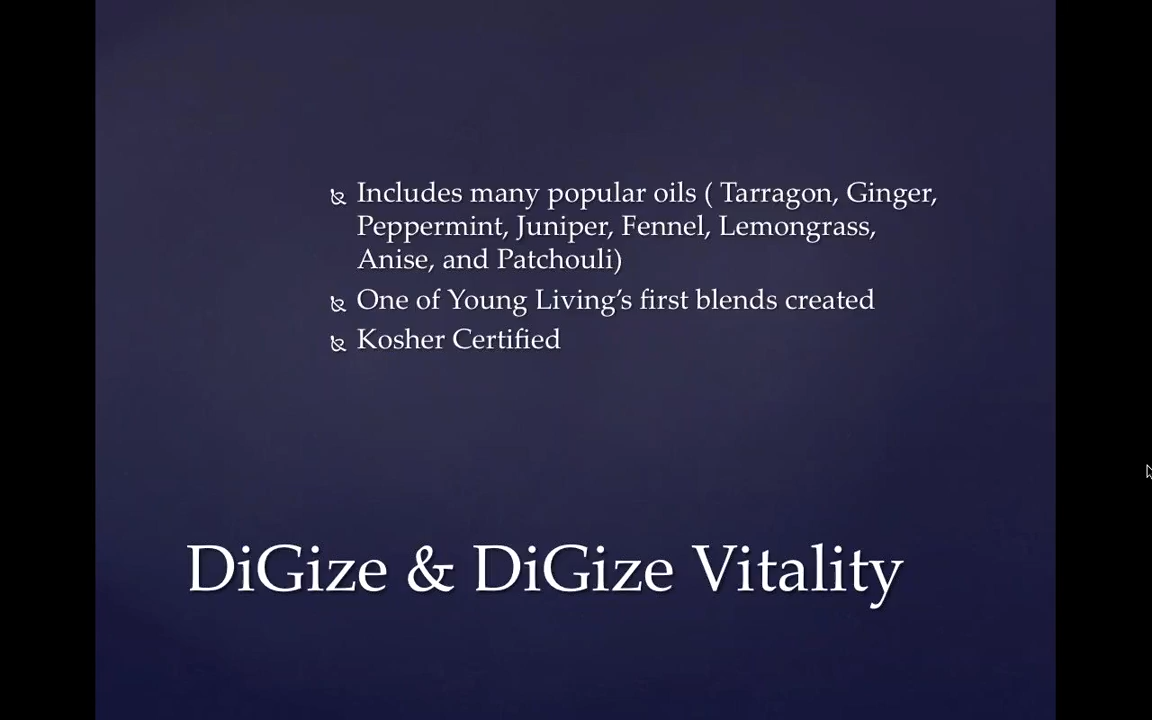 Includes many popular oils ( Tarragon, Ginger,
Peppermint, Juniper, Fennel, Lemongrass,
Anise, and Patchouli)
One of Young Living’s first blends created
Kosher Certified
DiGize & DiGize Vitality